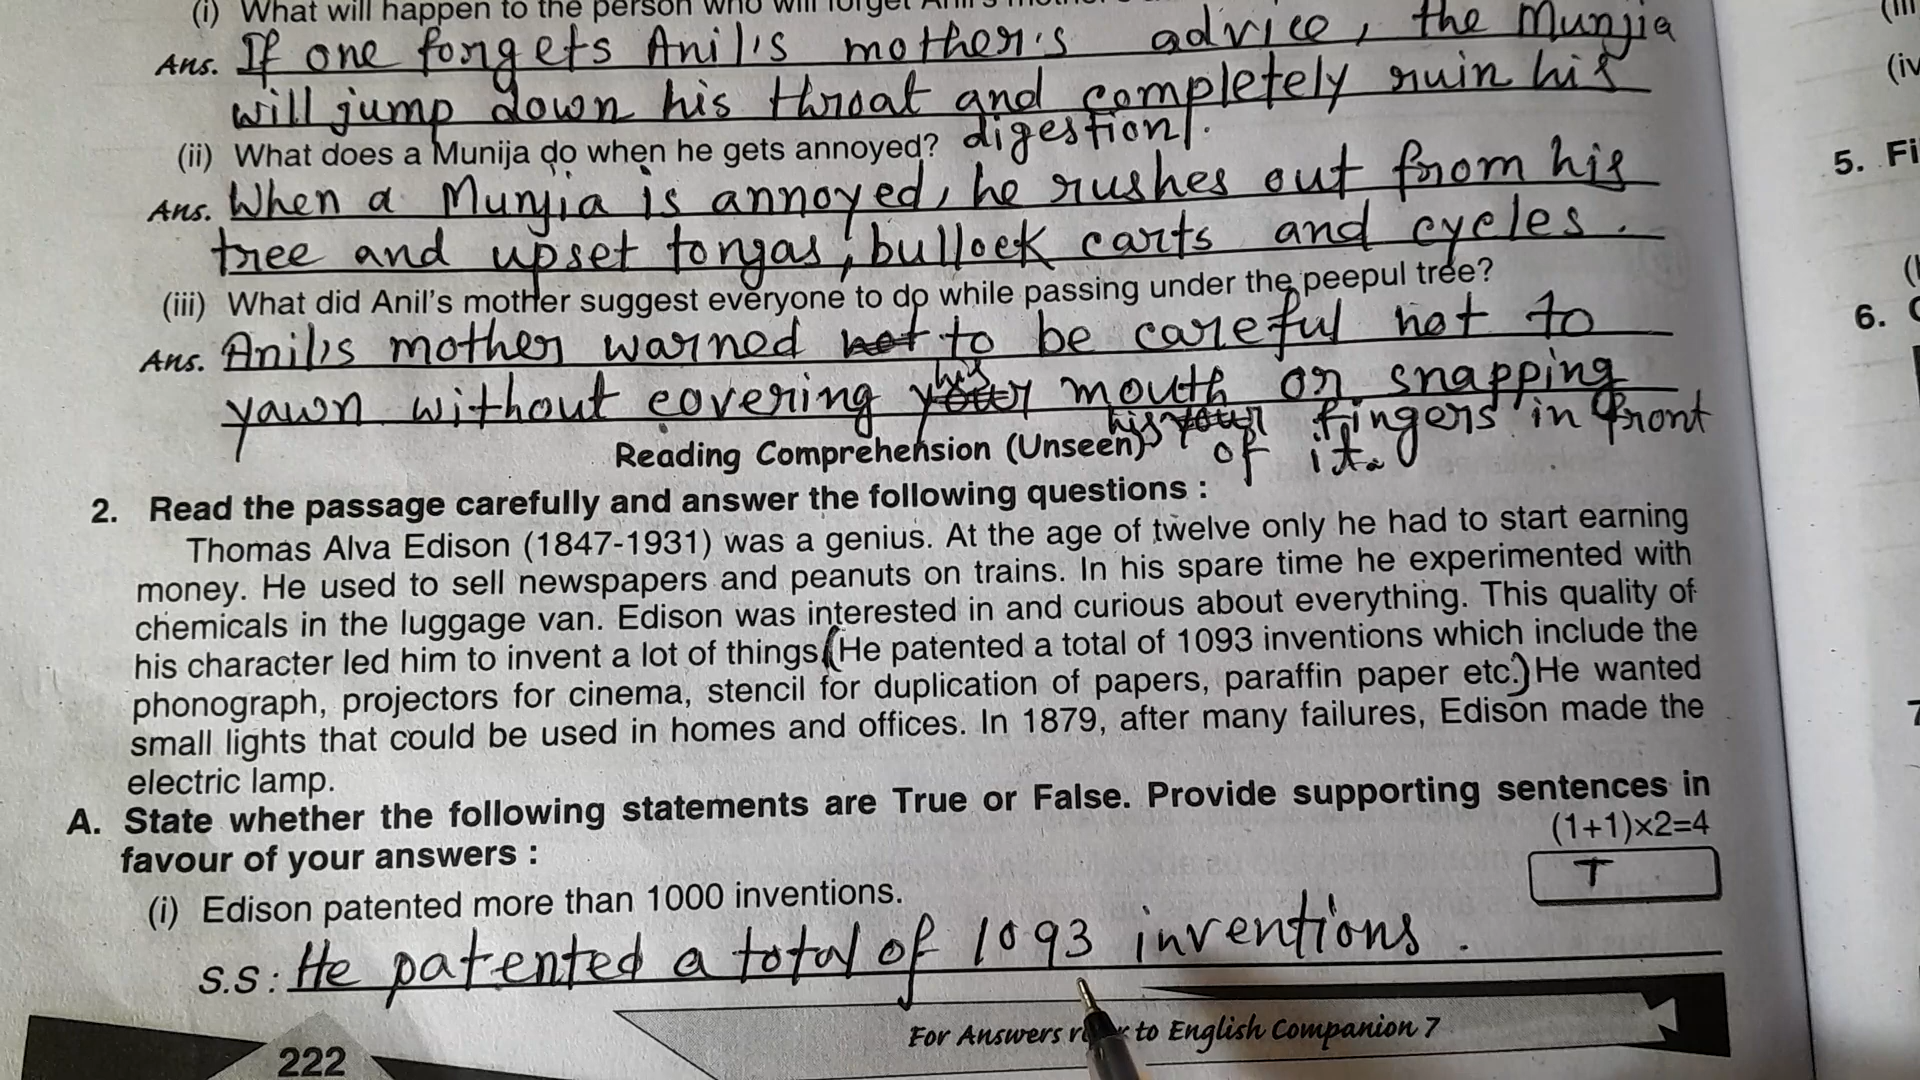 (i) What will happen to the person who will forget Anil's
Ans. If one forgets Anil's mother's advice, the Munjia
will jump down his throat and completely ruin his
digestion.
(ii) What does a Munija do when he gets annoyed?
Ans. When a Munjia is annoyed, he rushes out from his
tree and upset tongas, bullock carts and cycles.
(iii) What did Anil's mother suggest everyone to do while passing under the peepul tree?
Ans. Anil's mother warned not to be careful not to
yawn without covering your his mouth or snapping
his your fingers in front
of it.
Reading Comprehension (Unseen)
2. Read the passage carefully and answer the following questions :
Thomas Alva Edison (1847-1931) was a genius. At the age of twelve only he had to start earning
money. He used to sell newspapers and peanuts on trains. In his spare time he experimented with
chemicals in the luggage van. Edison was interested in and curious about everything. This quality of
his character led him to invent a lot of things. (He patented a total of 1093 inventions which include the
phonograph, projectors for cinema, stencil for duplication of papers, paraffin paper etc.) He wanted
small lights that could be used in homes and offices. In 1879, after many failures, Edison made the
electric lamp.
A. State whether the following statements are True or False. Provide supporting sentences in
favour of your answers :
(1+1)×2=4
(i) Edison patented more than 1000 inventions.
T
S.S : He patented a total of 1093 inventions.
For Answers to English Companion 7
222
5. Fi
6.
(iv